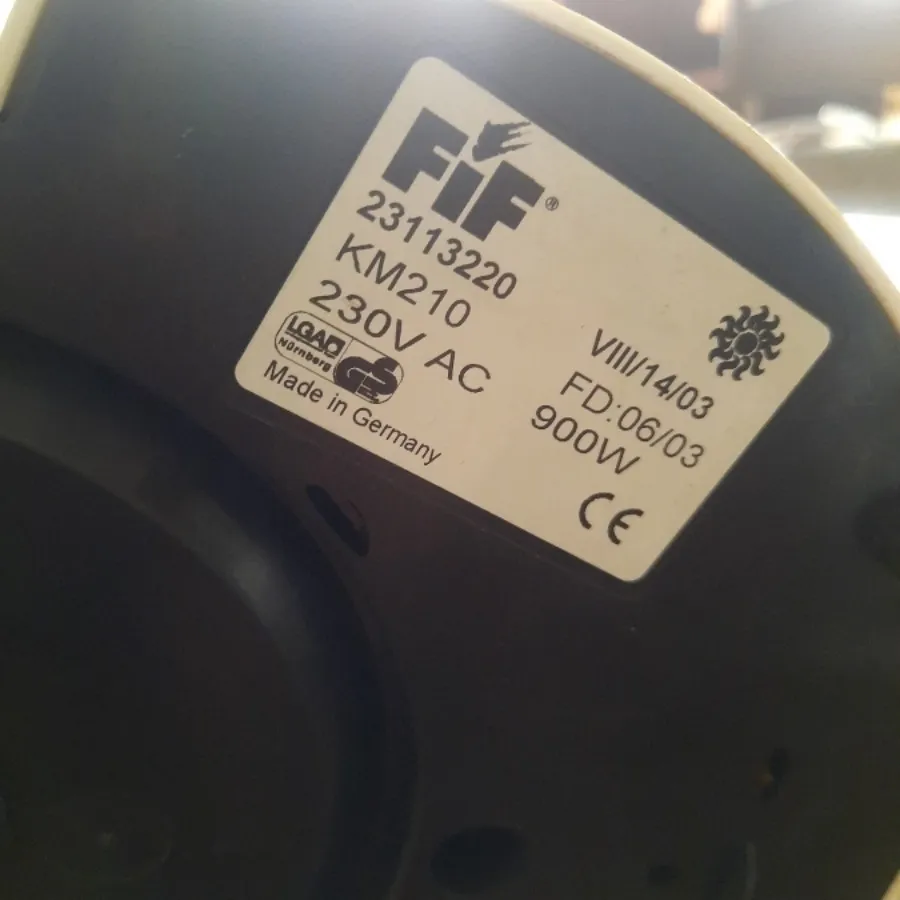 FiF®
23113220
KM210
230V AC
LGA
Nürnberg
GS
Made in Germany
VIII/14/03
FD:06/03
900W
CE